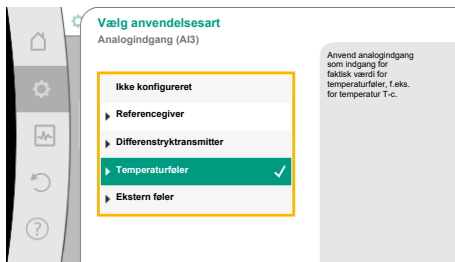 Vælg anvendelsesart
Analogindgang (AI3)
Ikke konfigureret
Referencegiver
Differenstryktransmitter
Temperaturføler
Ekstern føler
Anvend analogindgang
som indgang for
faktisk værdi for
temperaturføler, f.eks.
for temperatur T-c.